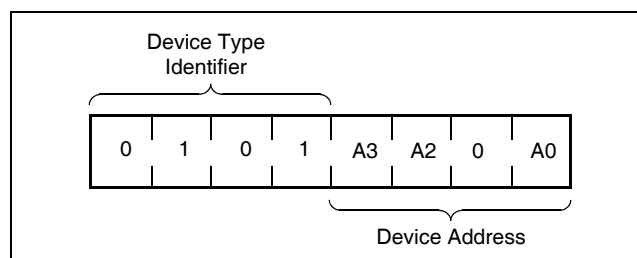 Device Type
Identifier
0 1 0 1 A3 A2 0 A0
Device Address